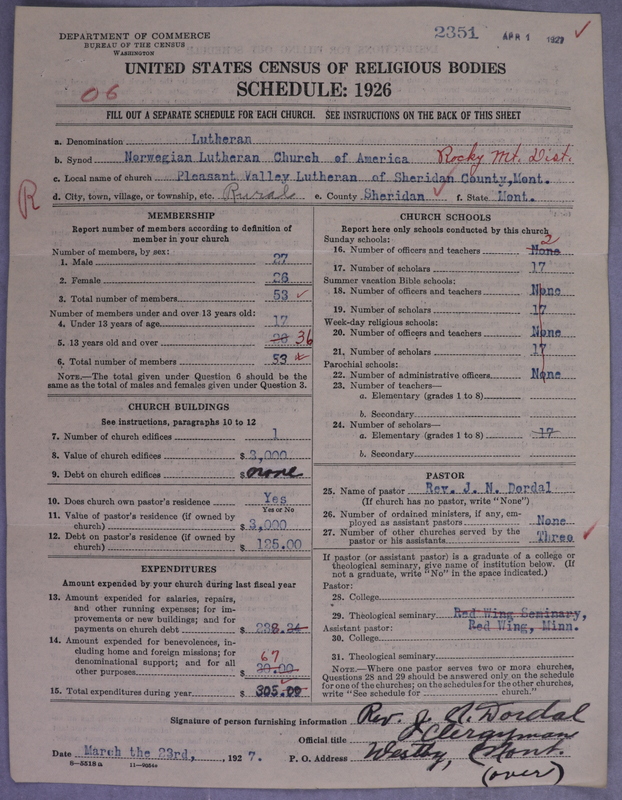 2351 APR 1 1927
DEPARTMENT OF COMMERCE
BUREAU OF THE CENSUS
WASHINGTON
UNITED STATES CENSUS OF RELIGIOUS BODIES
06
SCHEDULE: 1926
FILL OUT A SEPARATE SCHEDULE FOR EACH CHURCH. SEE INSTRUCTIONS ON THE BACK OF THIS SHEET
a. Denomination Lutheran
b. Synod Norwegian Lutheran Church of America Rocky Mt. Dist.
c. Local name of church Pleasant Valley Lutheran of Sheridan County, Mont.
R
d. City, town, village, or township, etc. Rural e. County Sheridan f. State Mont.
MEMBERSHIP
Report number of members according to definition of
member in your church
Number of members, by sex:
1. Male 27
2. Female 26
3. Total number of members 53
Number of members under and over 13 years old:
4. Under 13 years of age 17
5. 13 years old and over 36
6. Total number of members 53
NOTE.—The total given under Question 6 should be
same as the total of males and females given under Question 3.
CHURCH BUILDINGS
See instructions, paragraphs 10 to 12
7. Number of church edifices 1
8. Value of church edifices $3,000
9. Debt on church edifices $ none
10. Does church own pastor's residence Yes
Yes or No
11. Value of pastor's residence (if owned by
church) $3,000
12. Debt on pastor's residence (if owned by
church) $125.00
EXPENDITURES
Amount expended by your church during last fiscal year
13. Amount expended for salaries, repairs,
and other running expenses; for im-
provements or new buildings; and for
payments on church debt $ 238.24
14. Amount expended for benevolences, in-
cluding home and foreign missions; for
denominational support; and for all 67
other purposes $
15. Total expenditures during year $ 305.00
CHURCH SCHOOLS
Report here only schools conducted by this church
Sunday schools: 2
16. Number of officers and teachers None
17. Number of scholars 17
Summer vacation Bible schools:
18. Number of officers and teachers None
19. Number of scholars 17
Week-day religious schools:
20. Number of officers and teachers None
21. Number of scholars 17
Parochial schools:
22. Number of administrative officers None
23. Number of teachers—
a. Elementary (grades 1 to 8)
b. Secondary
24. Number of scholars—
a. Elementary (grades 1 to 8) 17
b. Secondary
PASTOR
25. Name of pastor Rev. J. N. Dordal
(If church has no pastor, write "None")
26. Number of ordained ministers, if any, em-
ployed as assistant pastors None
27. Number of other churches served by the
pastor or his assistants Three
If pastor (or assistant pastor) is a graduate of a college or
theological seminary, give name of institution below. (If
not a graduate, write "No" in the space indicated.)
Pastor:
28. College
29. Theological seminary Red Wing Seminary,
Assistant pastor: Red Wing, Minn.
30. College
31. Theological seminary
NOTE.—Where one pastor serves two or more churches,
Questions 28 and 29 should be answered only on the schedule
for one of the churches; on the schedules for the other churches,
write "See schedule for church."
Signature of person furnishing information Rev. J. N. Dordal
Official title Clergyman
Date March the 23rd, , 1927. P. O. Address Westby, Mont.
8—5518 a 11—9054a (over)